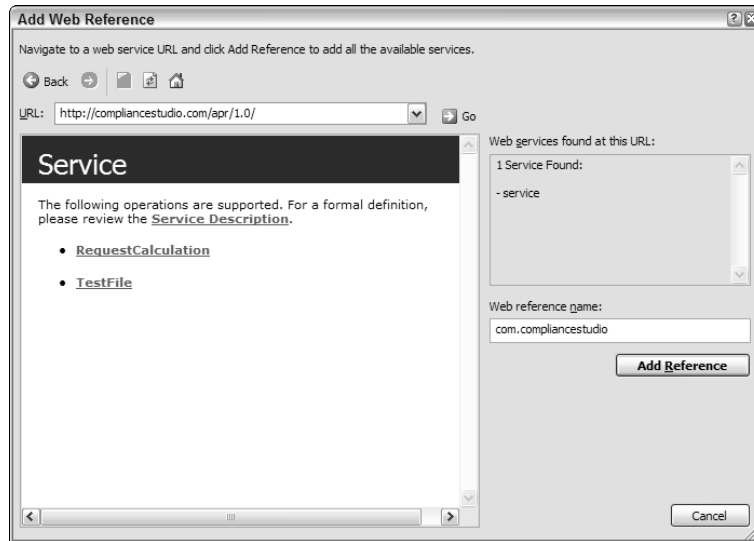 Add Web Reference
Navigate to a web service URL and click Add Reference to add all the available services.
Back
URL: http://compliancestudio.com/apr/1.0/ Go
Service
The following operations are supported. For a formal definition,
please review the Service Description.
• RequestCalculation
• TestFile
Web services found at this URL:
1 Service Found:
- service
Web reference name:
com.compliancestudio
Add Reference
Cancel